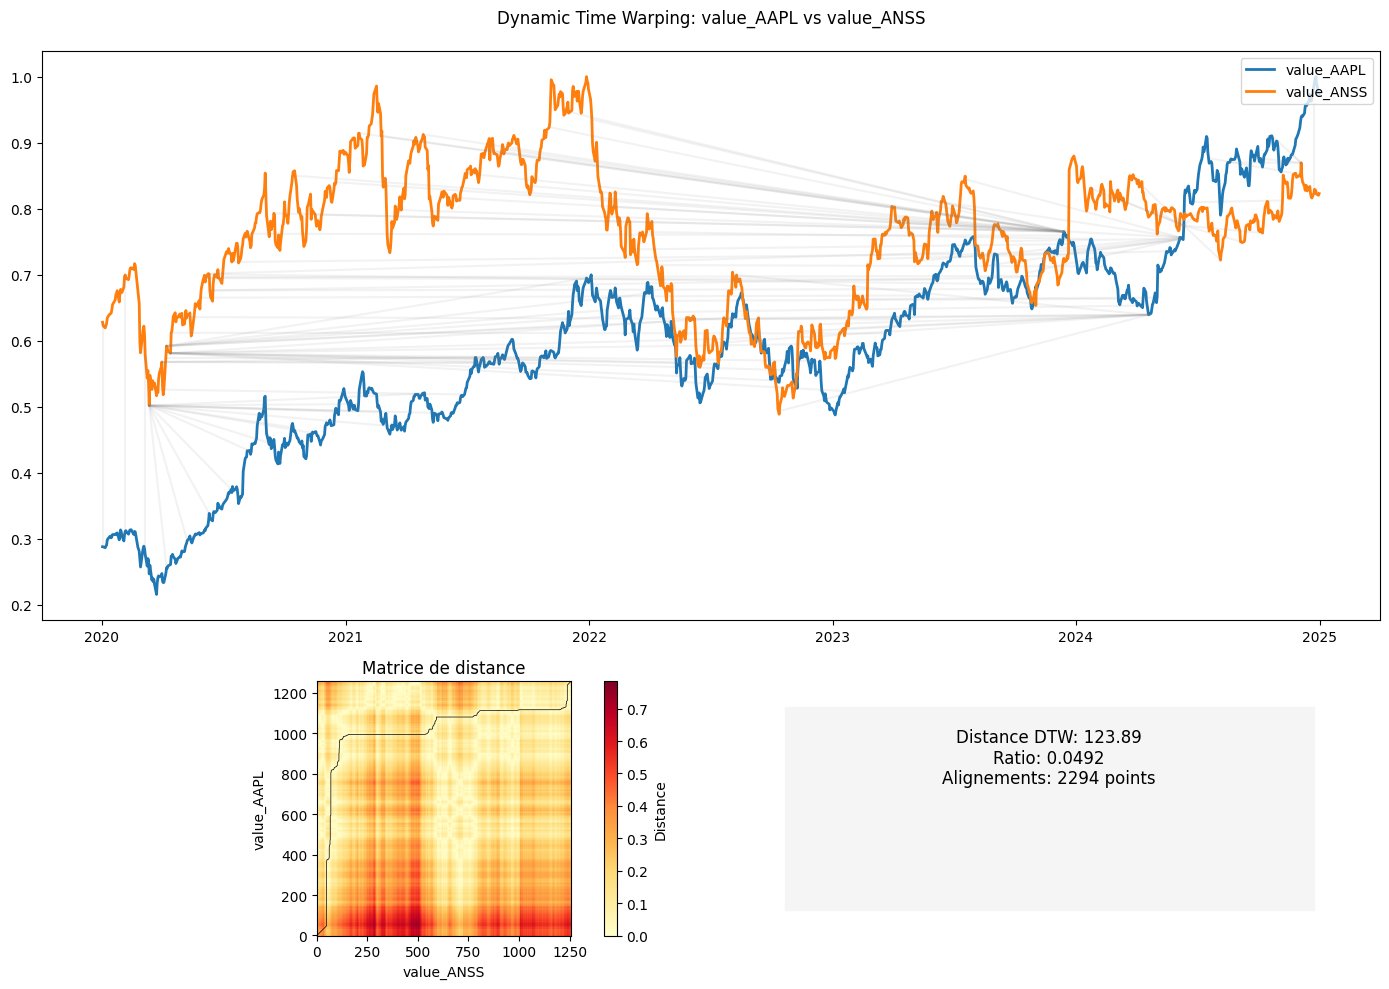 Dynamic Time Warping: value_AAPL vs value_ANSS
value_AAPL
value_ANSS
1.0
0.9
0.8
0.7
0.6
0.5
0.4
0.3
0.2
2020 2021 2022 2023 2024 2025
Matrice de distance
value_AAPL
1200
1000
800
600
400
200
0
0 250 500 750 1000 1250
value_ANSS
0.7
0.6
0.5
0.4
0.3
0.2
0.1
0.0
Distance
Distance DTW: 123.89
Ratio: 0.0492
Alignements: 2294 points